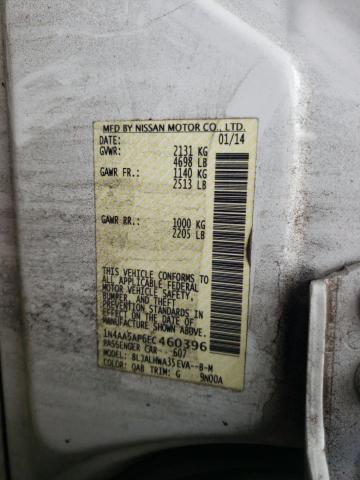 MFD BY NISSAN MOTOR CO., LTD.
DATE: 01/14
GVWR: 2131 KG
4698 LB
GAWR FR.: 1140 KG
2513 LB
GAWR RR.: 1000 KG
2205 LB
THIS VEHICLE CONFORMS TO
ALL APPLICABLE FEDERAL
MOTOR VEHICLE SAFETY,
BUMPER, AND THEFT
PREVENTION STANDARDS
IN EFFECT ON THE DATE OF
MANUFACTURE SHOWN ABOVE.
1N4AA5AP6EC460396
PASSENGER CAR 607
MODEL: BLJALHWA35EVA--B-M
COLOR: QAB TRIM: G 9N00A